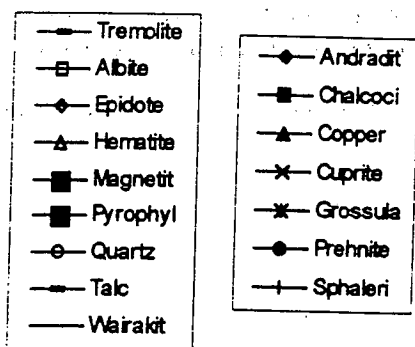 Tremolite
Albite
Epidote
Hematite
Magnetit
Pyrophyl
Quartz
Talc
Wairakit
Andradit
Chalcoci
Copper
Cuprite
Grossula
Prehnite
Sphaleri